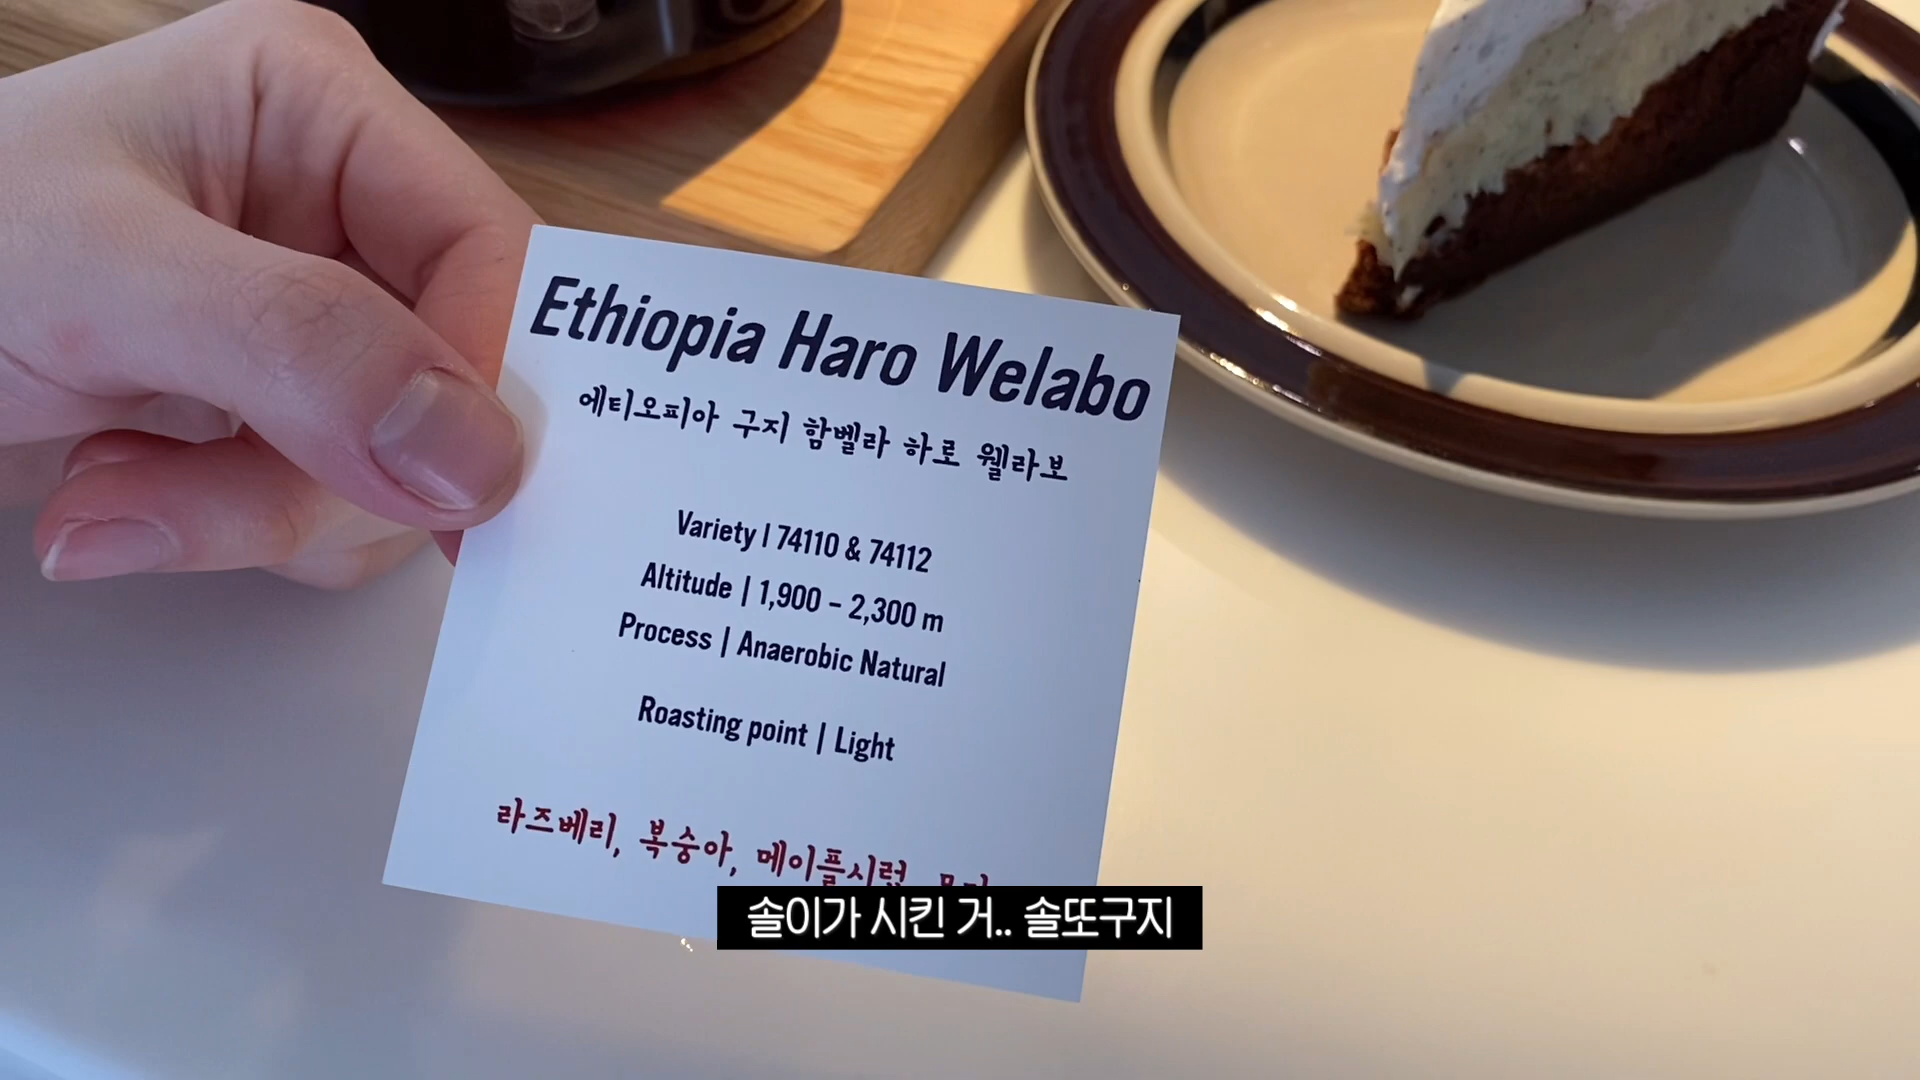 Ethiopia Haro Welabo
에티오피아 구지 함벨라 하로 웰라보
Variety | 74110 & 74112
Altitude | 1,900 - 2,300 m
Process | Anaerobic Natural
Roasting point | Light
라즈베리, 복숭아, 메이플시럽,
솔이가 시킨 거.. 솔또구지